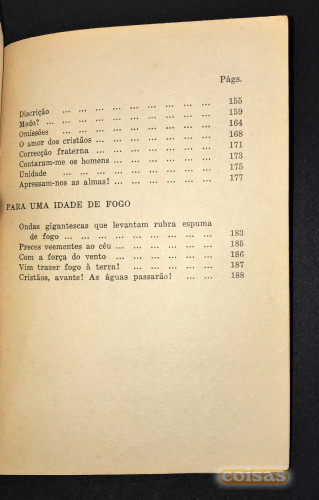 Págs.
Discrição ... ... ... ... ... ... ... ... ... 155
Medo? ... ... ... ... ... ... ... ... ... ... 159
Omissões ... ... ... ... ... ... ... ... ... 164
O amor dos cristãos ... ... ... ... ... ... 168
Correcção fraterna ... ... ... ... ... ... 171
Contaram-me os homens ... ... ... ... ... 173
Unidade ... ... ... ... ... ... ... ... ... 175
Apressam-nos as almas! ... ... ... ... ... 177
PARA UMA IDADE DE FOGO
Ondas gigantescas que levantam rubra espuma
de fogo ... ... ... ... ... ... ... ... ... 183
Preces veementes ao céu ... ... ... ... ... 185
Com a força do vento ... ... ... ... ... ... 186
Vim trazer fogo à terra! ... ... ... ... ... 187
Cristãos, avante! As águas passarão! ... ... 188
coisas